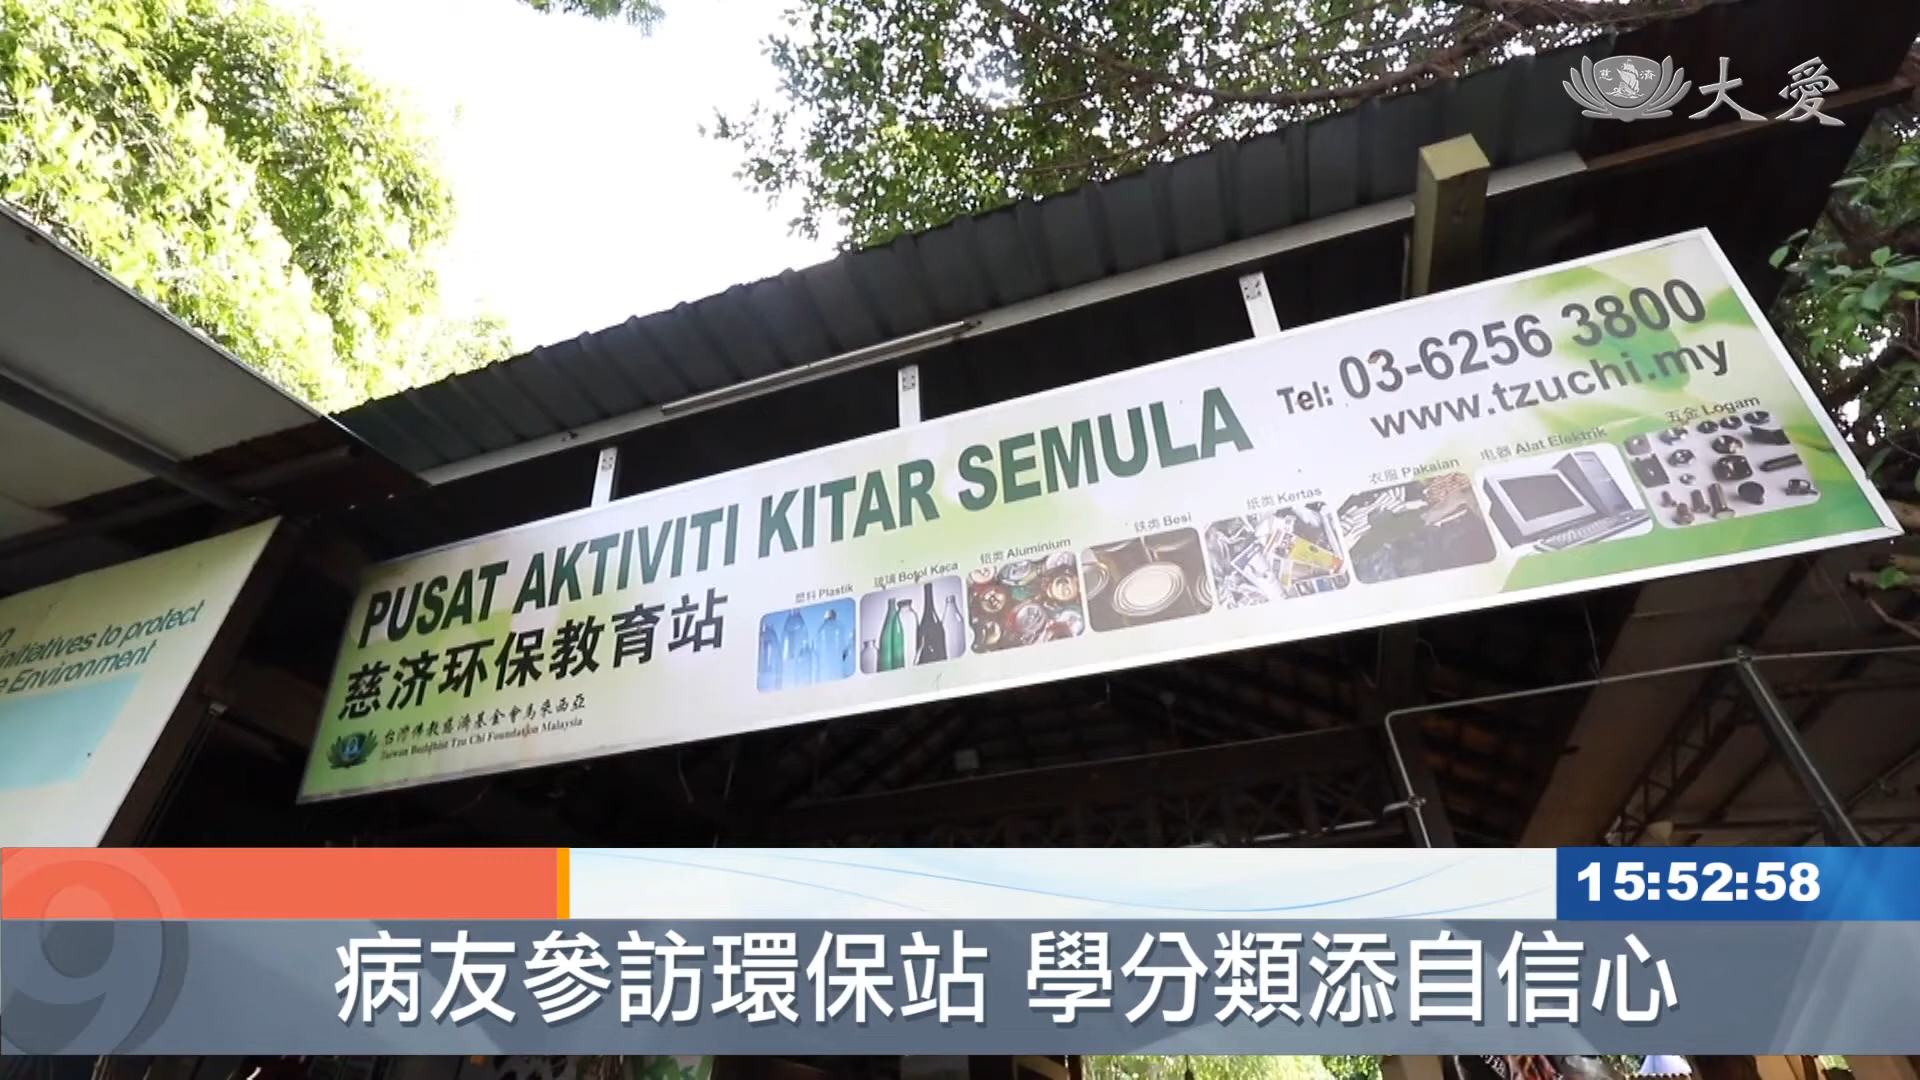 慈濟 大愛
Tel: 03-6256 3800
www.tzuchi.my
PUSAT AKTIVITI KITAR SEMULA
慈济环保教育站
塑料 Plastik
玻璃 Botol Kaca
铝类 Aluminium
铁类 Besi
纸类 Kertas
衣服 Pakaian
电器 Alat Elektrik
五金 Logam
台灣佛教慈濟基金會馬來西亞
Taiwan Buddhist Tzu Chi Foundation Malaysia
initiatives to protect
Environment
15:52:58
9
病友參訪環保站 學分類添自信心